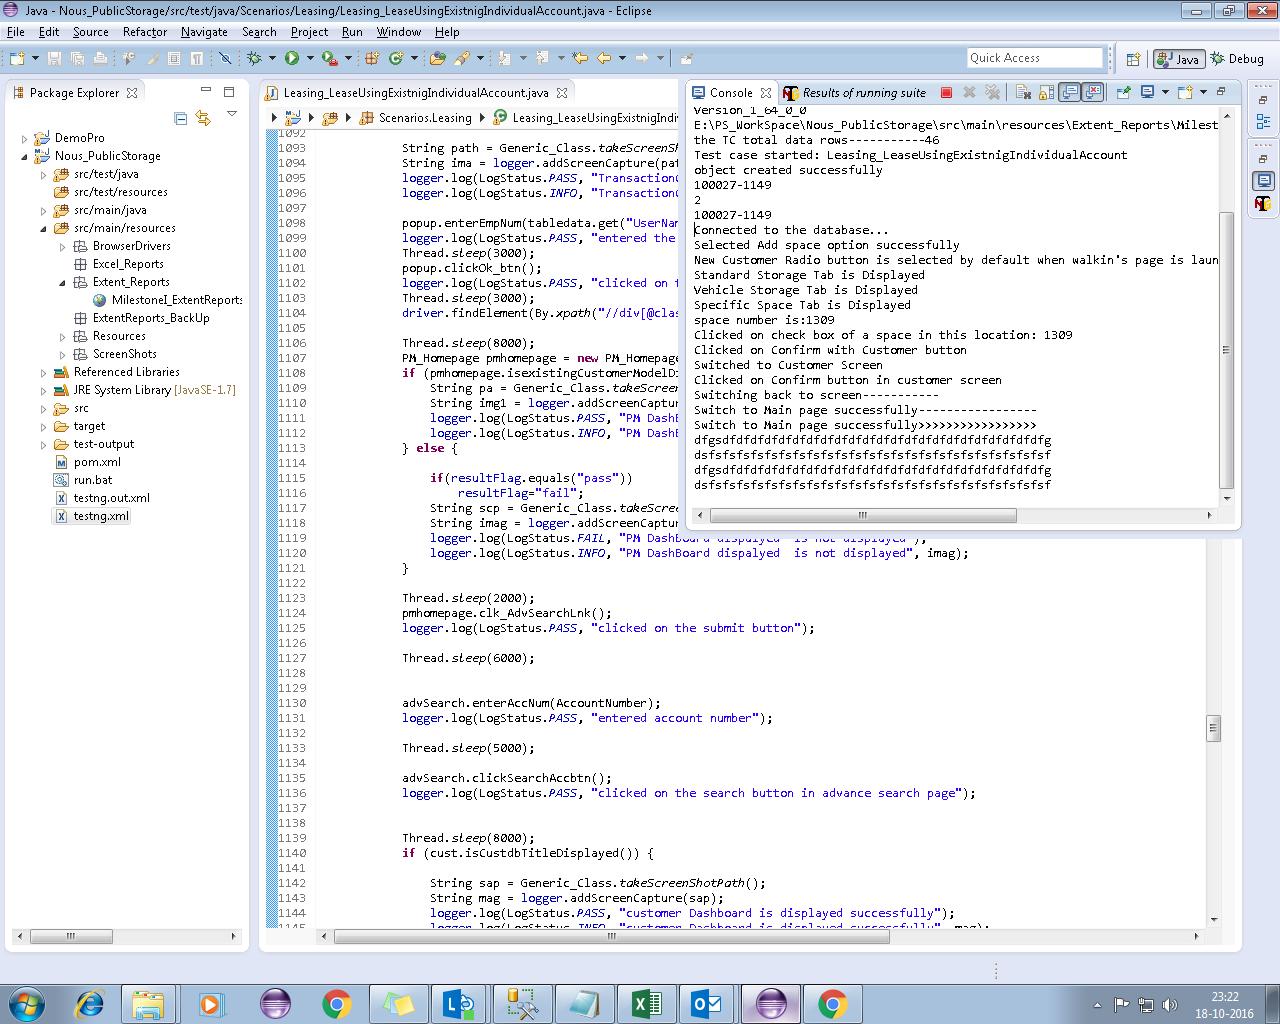 Java - Nous_PublicStorage/src/test/java/Scenarios/Leasing/Leasing_LeaseUsingExistnigIndividualAccount.java - Eclipse
File Edit Source Refactor Navigate Search Project Run Window Help
Quick Access
Java
Debug
Package Explorer
DemoPro
Nous_PublicStorage
src/test/java
src/test/resources
src/main/java
src/main/resources
BrowserDrivers
Excel_Reports
Extent_Reports
MilestoneI_ExtentReports
ExtentReports_BackUp
Resources
ScreenShots
Referenced Libraries
JRE System Library [JavaSE-1.7]
src
target
test-output
pom.xml
run.bat
testng.out.xml
testng.xml
Leasing_LeaseUsingExistnigIndividualAccount.java
Scenarios.Leasing
Leasing_LeaseUsingExistnigIndivi
1092
1093 String path = Generic_Class.takeScreenSh
1094 String ima = logger.addScreenCapture(pat
1095 logger.log(LogStatus.PASS, "Transaction
1096 logger.log(LogStatus.INFO, "Transaction
1097
1098 popup.enterEmpNum(tabledata.get("UserNam
1099 logger.log(LogStatus.PASS, "entered the
1100 Thread.sleep(3000);
1101 popup.clickOk_btn();
1102 logger.log(LogStatus.PASS, "clicked on t
1103 Thread.sleep(3000);
1104 driver.findElement(By.xpath("//div[@clas
1105
1106 Thread.sleep(8000);
1107 PM_Homepage pmhomepage = new PM_Homepage
1108 if (pmhomepage.isexistingCustomerModelDi
1109 String pa = Generic_Class.takeScreen
1110 String img1 = logger.addScreenCaptur
1111 logger.log(LogStatus.PASS, "PM DashB
1112 logger.log(LogStatus.INFO, "PM DashB
1113 } else {
1114
1115 if(resultFlag.equals("pass"))
1116 resultFlag="fail";
1117 String scp = Generic_Class.takeScree
1118 String imag = logger.addScreenCaptur
1119 logger.log(LogStatus.FAIL, "PM DashBoard dispalyed  is not displayed");
1120 logger.log(LogStatus.INFO, "PM DashBoard dispalyed  is not displayed", imag);
1121 }
1122
1123 Thread.sleep(2000);
1124 pmhomepage.clk_AdvSearchLnk();
1125 logger.log(LogStatus.PASS, "clicked on the submit button");
1126
1127 Thread.sleep(6000);
1128
1129
1130 advSearch.enterAccNum(AccountNumber);
1131 logger.log(LogStatus.PASS, "entered account number");
1132
1133 Thread.sleep(5000);
1134
1135 advSearch.clickSearchAccbtn();
1136 logger.log(LogStatus.PASS, "clicked on the search button in advance search page");
1137
1138
1139 Thread.sleep(8000);
1140 if (cust.isCustdbTitleDisplayed()) {
1141
1142 String sap = Generic_Class.takeScreenShotPath();
1143 String mag = logger.addScreenCapture(sap);
1144 logger.log(LogStatus.PASS, "customer Dashboard is displayed successfully");
1145 logger.log(LogStatus.INFO, "customer Dashboard is displayed successfully", mag);
Console
Results of running suite
Version_1_64_0_0
E:\PS_WorkSpace\Nous_PublicStorage\src\main\resources\Extent_Reports\Milest
the TC total data rows-----------46
Test case started: Leasing_LeaseUsingExistnigIndividualAccount
object created successfully
100027-1149
2
100027-1149
Connected to the database...
Selected Add space option successfully
New Customer Radio button is selected by default when walkin's page is laun
Standard Storage Tab is Displayed
Vehicle Storage Tab is Displayed
Specific Space Tab is Displayed
space number is:1309
Clicked on check box of a space in this location: 1309
Clicked on Confirm with Customer button
Switched to Customer Screen
Clicked on Confirm button in customer screen
Switching back to screen-----------
Switch to Main page successfully-----------------
Switch to Main page successfully>>>>>>>>>>>>>>>>>
dfgsdfdfdfdfdfdfdfdfdfdfdfdfdfdfdfdfdfdfdfdfdfdfdfg
dsfsfsfsfsfsfsfsfsfsfsfsfsfsfsfsfsfsfsfsfsfsfsfsfsf
dfgsdfdfdfdfdfdfdfdfdfdfdfdfdfdfdfdfdfdfdfdfdfdfdfg
dsfsfsfsfsfsfsfsfsfsfsfsfsfsfsfsfsfsfsfsfsfsfsfsfsf
23:22
18-10-2016